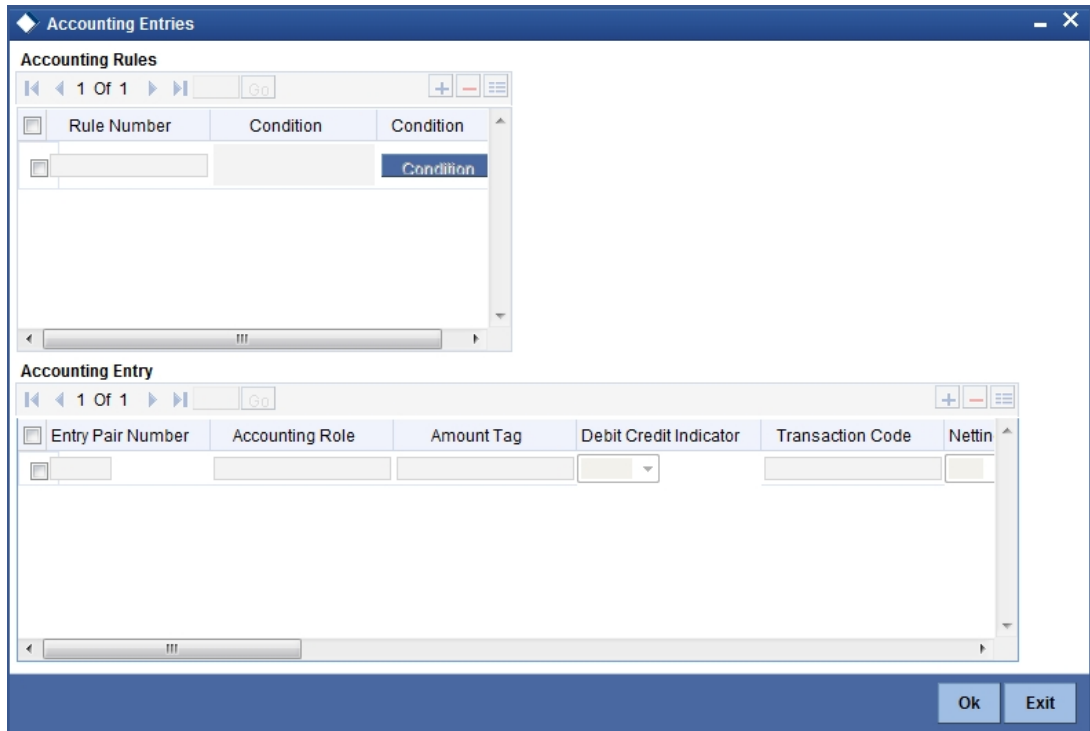 Accounting Entries
Accounting Rules
1 Of 1 Go
Rule Number Condition Condition
Condition
Accounting Entry
1 Of 1 Go
Entry Pair Number Accounting Role Amount Tag Debit Credit Indicator Transaction Code Nettin
Ok Exit